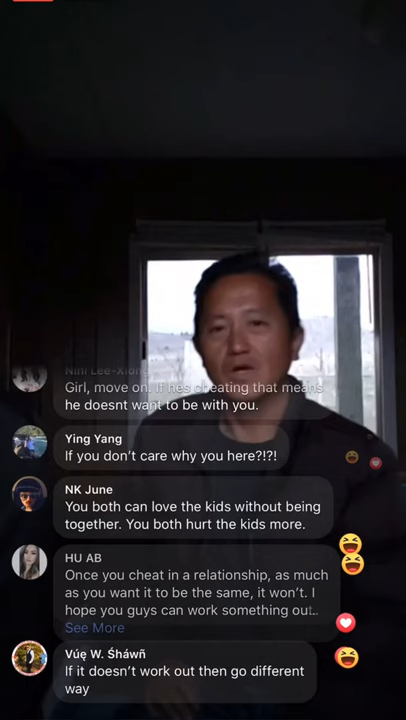 Nini Lee-Xiong
Girl, move on. If hes cheating that means
he doesnt want to be with you.
Ying Yang
If you don’t care why you here?!?!
NK June
You both can love the kids without being
together. You both hurt the kids more.
HU AB
Once you cheat in a relationship, as much
as you want it to be the same, it won’t. I
hope you guys can work something out..
See More
Vúę W. Śháwñ
If it doesn’t work out then go different
way